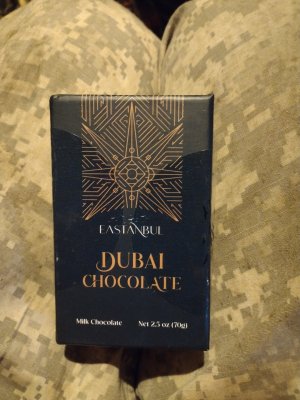 EASTANBUL
DUBAI
CHOCOLATE
Milk Chocolate Net 2.5 oz (70g)